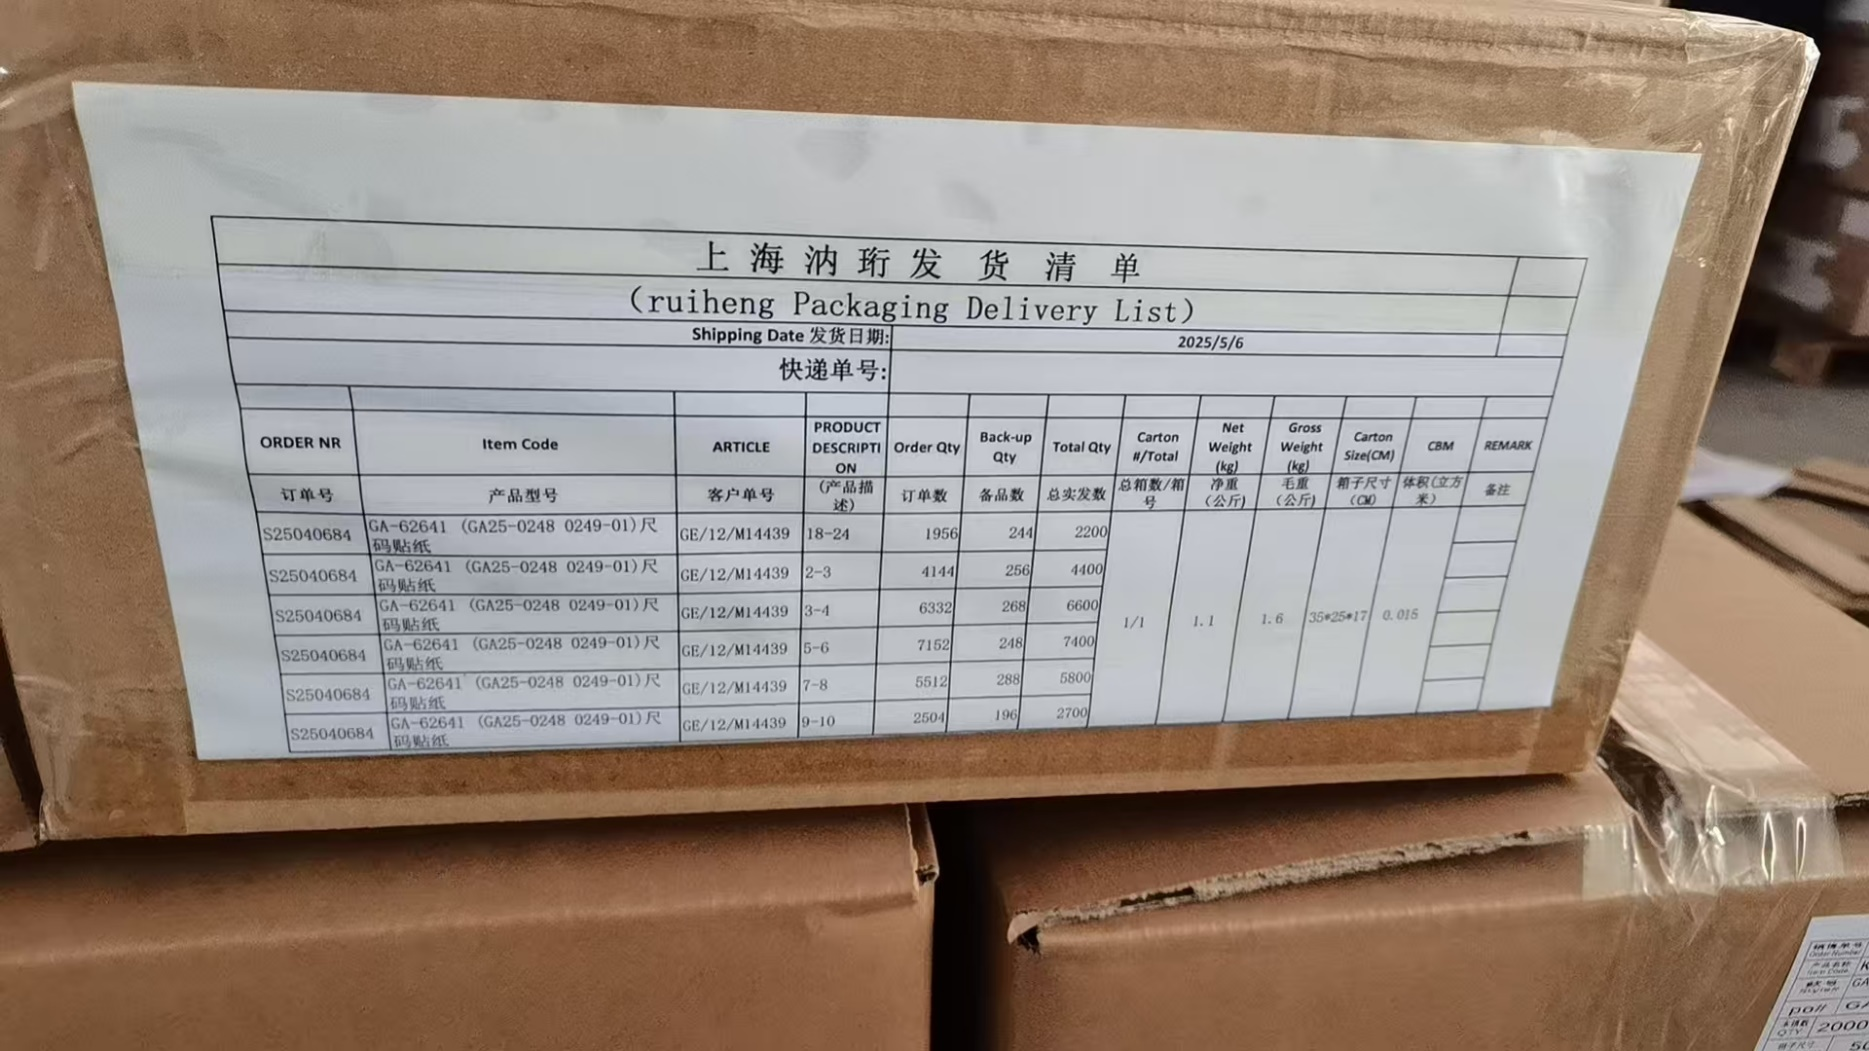 上海汭珩发货清单
(ruiheng Packaging Delivery List)
Shipping Date 发货日期: 2025/5/6
快递单号:
ORDER NR Item Code ARTICLE PRODUCT DESCRIPTION Order Qty Back-up Qty Total Qty Carton #/Total Net Weight (kg) Gross Weight (kg) Carton Size(CM) CBM REMARK
订单号 产品型号 客户单号 (产品描述) 订单数 备品数 总实发数 总箱数/箱号 净重(公斤) 毛重(公斤) 箱子尺寸(CM) 体积(立方米) 备注
S25040684 GA-62641 (GA25-0248 0249-01)尺码贴纸 GE/12/M14439 18-24 1956 244 2200
S25040684 GA-62641 (GA25-0248 0249-01)尺码贴纸 GE/12/M14439 2-3 4144 256 4400
S25040684 GA-62641 (GA25-0248 0249-01)尺码贴纸 GE/12/M14439 3-4 6332 268 6600 1/1 1.1 1.6 35*25*17 0.015
S25040684 GA-62641 (GA25-0248 0249-01)尺码贴纸 GE/12/M14439 5-6 7152 248 7400
S25040684 GA-62641 (GA25-0248 0249-01)尺码贴纸 GE/12/M14439 7-8 5512 288 5800
S25040684 GA-62641 (GA25-0248 0249-01)尺码贴纸 GE/12/M14439 9-10 2504 196 2700
Order Number
Item Code
款号
po#
QTY 2000